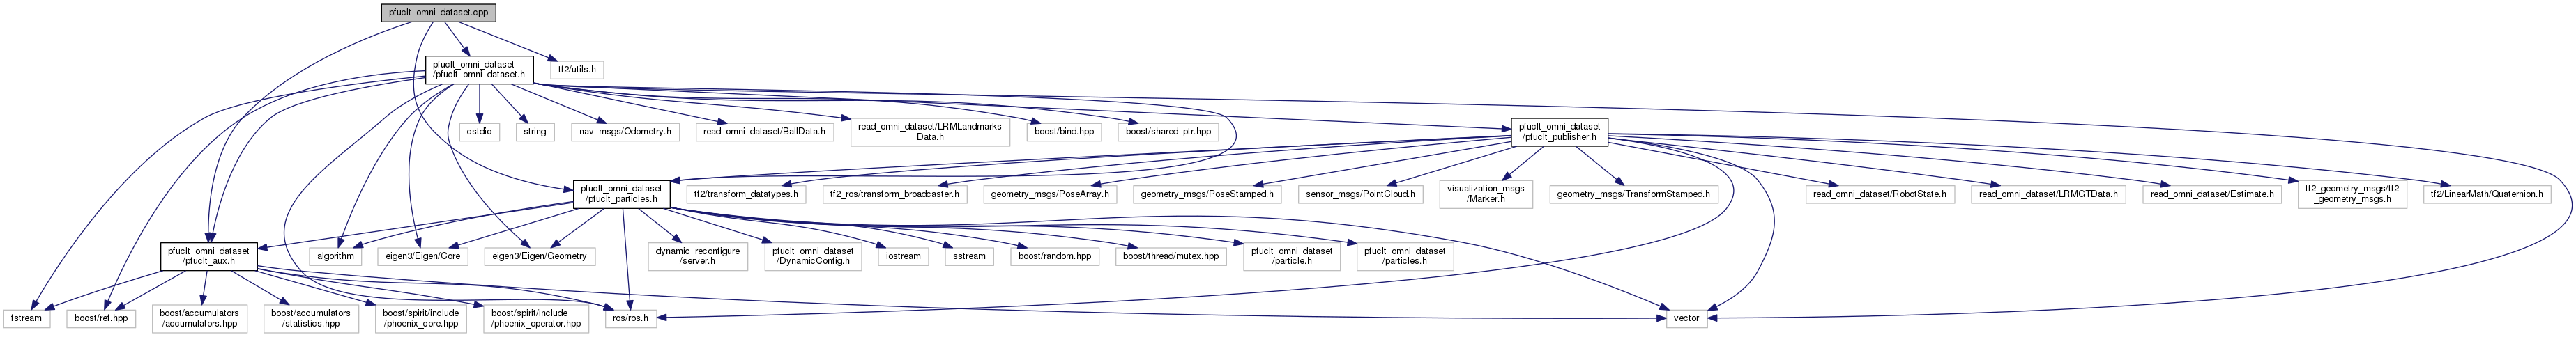 pfuclt_omni_dataset.cpp
pfuclt_omni_dataset
/pfuclt_omni_dataset.h
tf2/utils.h
cstdio
string
nav_msgs/Odometry.h
read_omni_dataset/BallData.h
read_omni_dataset/LRMLandmarks
Data.h
boost/bind.hpp
boost/shared_ptr.hpp
pfuclt_omni_dataset
/pfuclt_publisher.h
pfuclt_omni_dataset
/pfuclt_particles.h
tf2/transform_datatypes.h
tf2_ros/transform_broadcaster.h
geometry_msgs/PoseArray.h
geometry_msgs/PoseStamped.h
sensor_msgs/PointCloud.h
visualization_msgs
/Marker.h
geometry_msgs/TransformStamped.h
read_omni_dataset/RobotState.h
read_omni_dataset/LRMGTData.h
read_omni_dataset/Estimate.h
tf2_geometry_msgs/tf2
_geometry_msgs.h
tf2/LinearMath/Quaternion.h
pfuclt_omni_dataset
/pfuclt_aux.h
algorithm
eigen3/Eigen/Core
eigen3/Eigen/Geometry
dynamic_reconfigure
/server.h
pfuclt_omni_dataset
/DynamicConfig.h
iostream
sstream
boost/random.hpp
boost/thread/mutex.hpp
pfuclt_omni_dataset
/particle.h
pfuclt_omni_dataset
/particles.h
fstream
boost/ref.hpp
boost/accumulators
/accumulators.hpp
boost/accumulators
/statistics.hpp
boost/spirit/include
/phoenix_core.hpp
boost/spirit/include
/phoenix_operator.hpp
ros/ros.h
vector